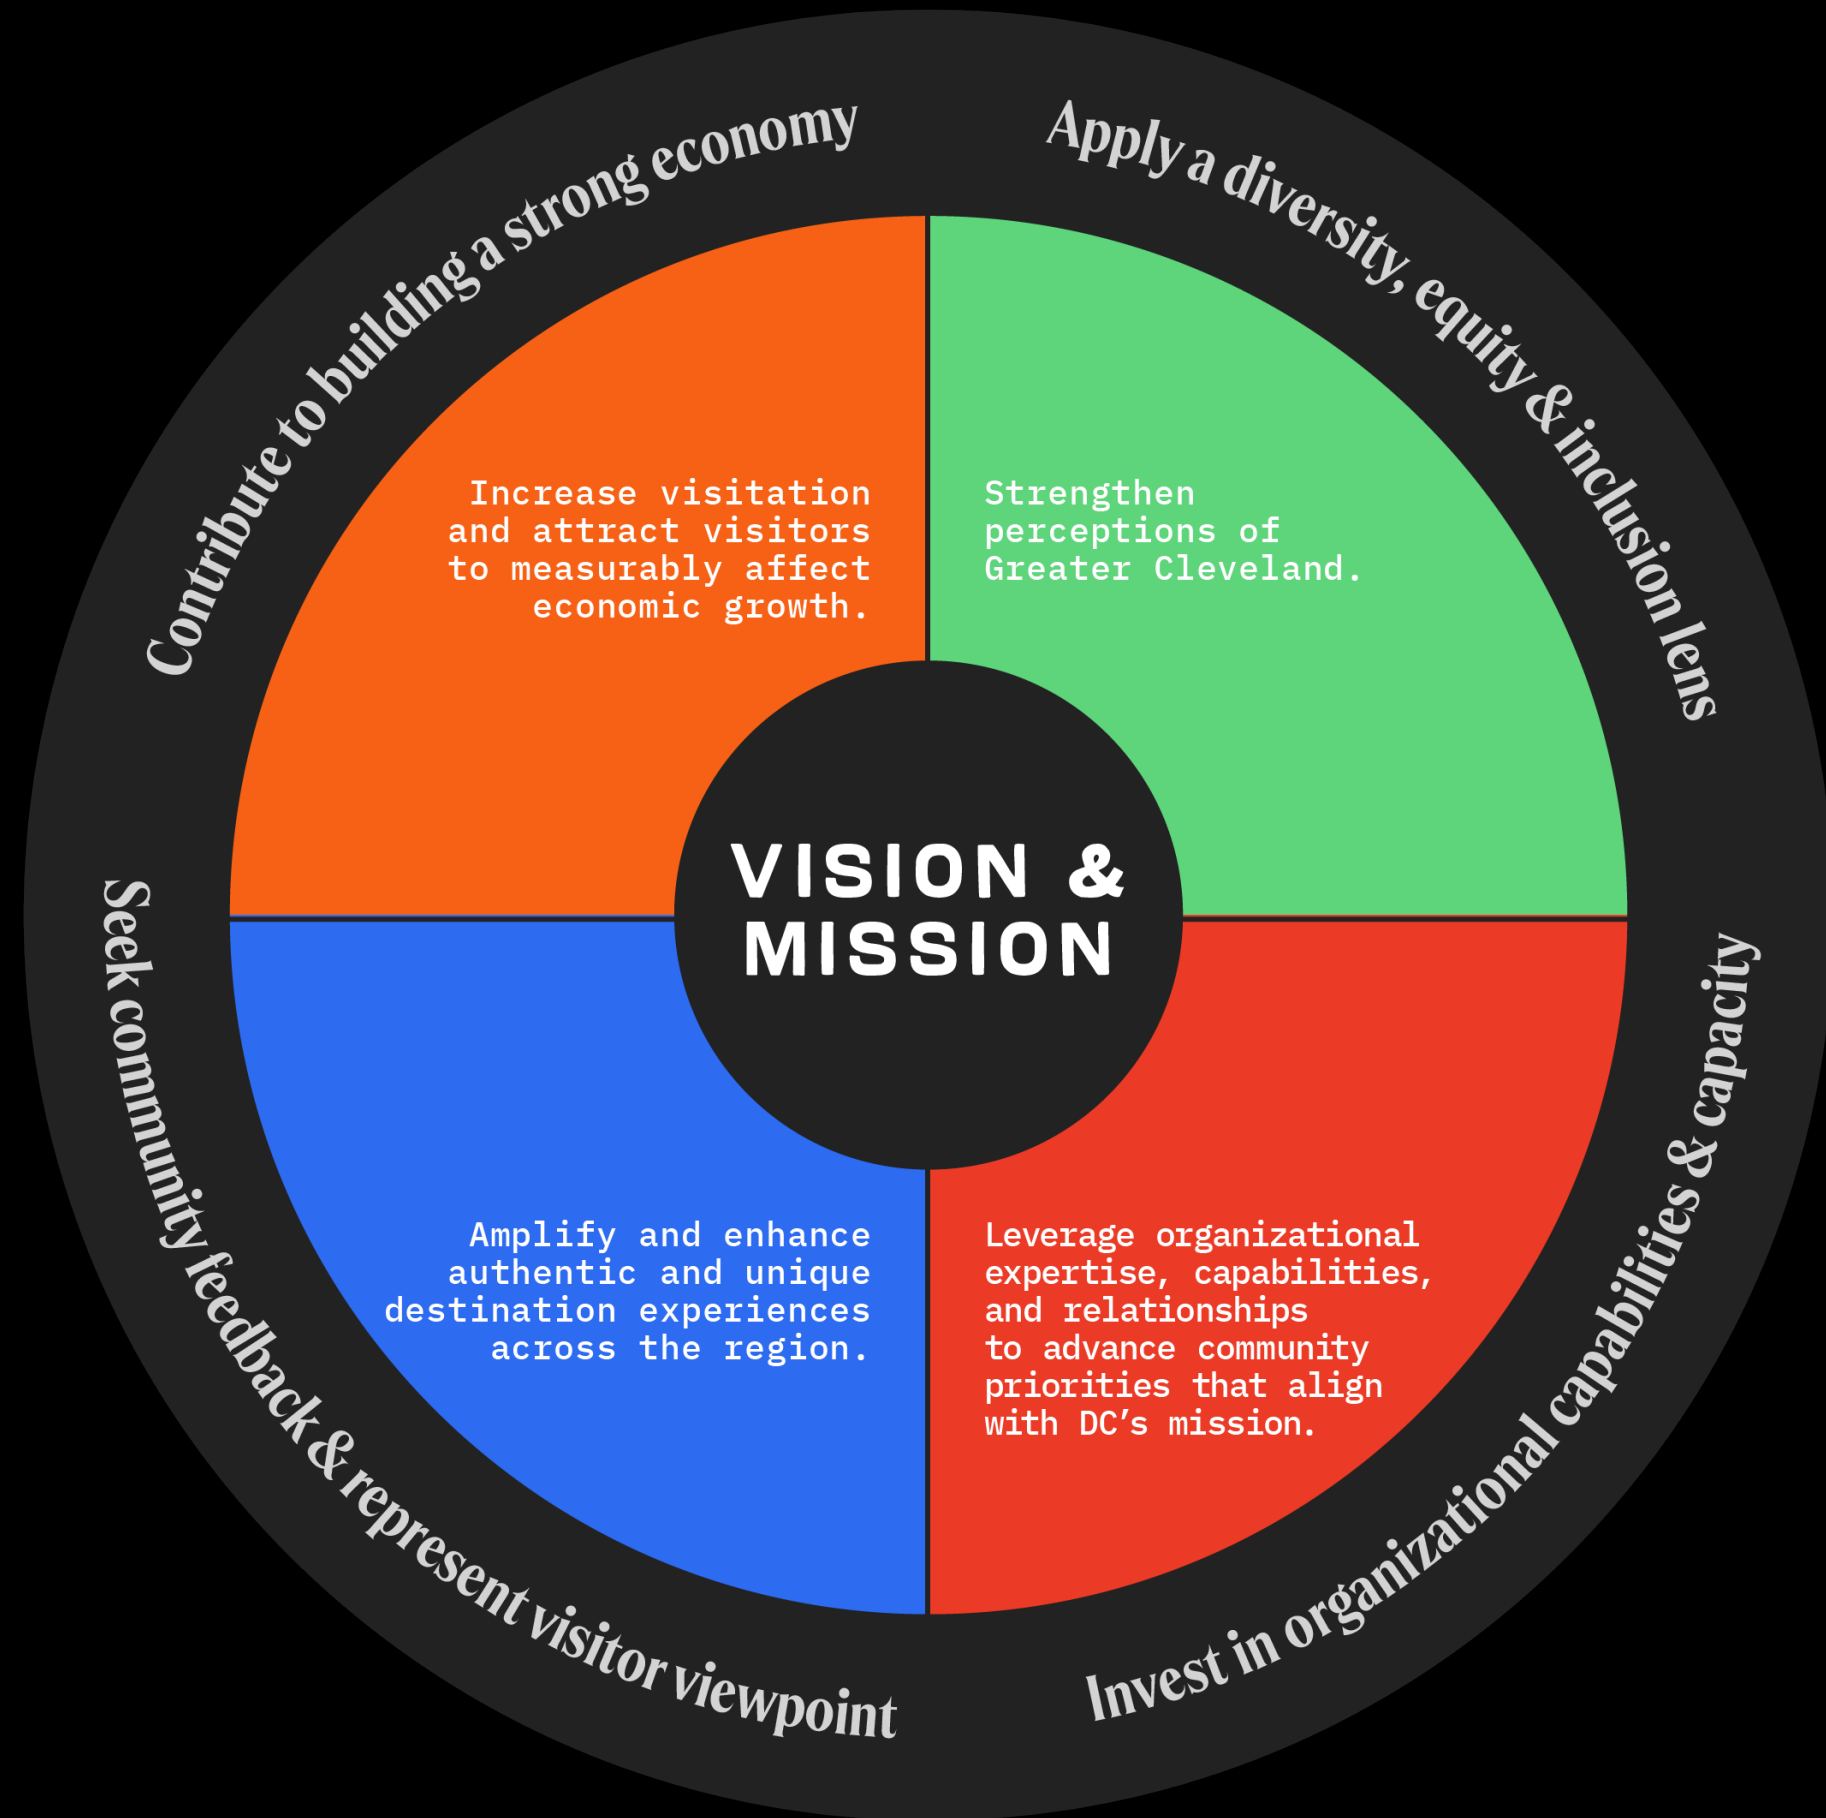 Contribute to building a strong economy
Apply a diversity, equity & inclusion lens
Increase visitation
and attract visitors
to measurably affect
economic growth.
Strengthen
perceptions of
Greater Cleveland.
VISION &
MISSION
Amplify and enhance
authentic and unique
destination experiences
across the region.
Leverage organizational
expertise, capabilities,
and relationships
to advance community
priorities that align
with DC’s mission.
Seek community feedback & represent visitor viewpoint
Invest in organizational capabilities & capacity